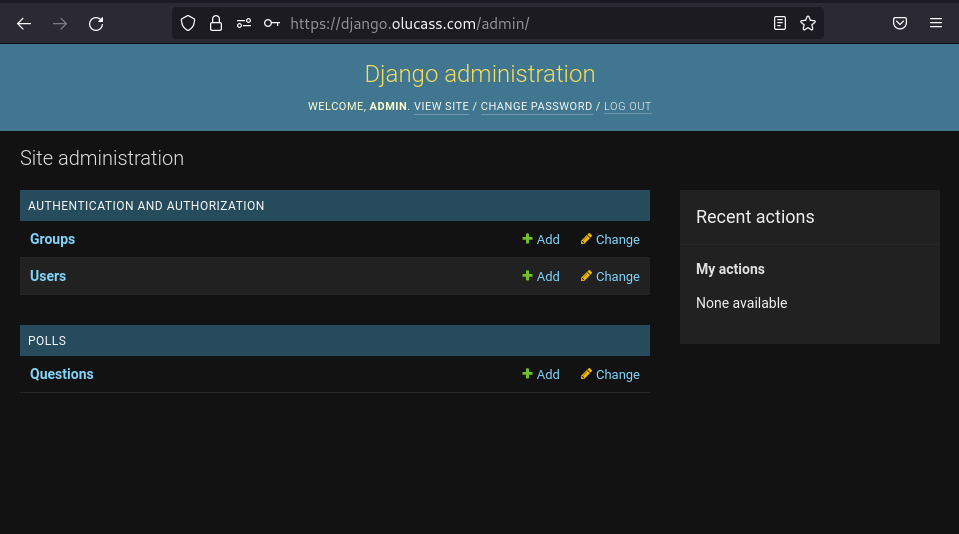 https://django.olucass.com/admin/
Django administration
WELCOME, ADMIN. VIEW SITE / CHANGE PASSWORD / LOG OUT
Site administration
AUTHENTICATION AND AUTHORIZATION
Groups Add Change
Users Add Change
POLLS
Questions Add Change
Recent actions
My actions
None available